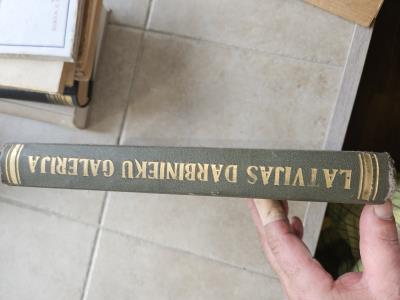 LATVIJAS DARBINIEKU GALERIJA